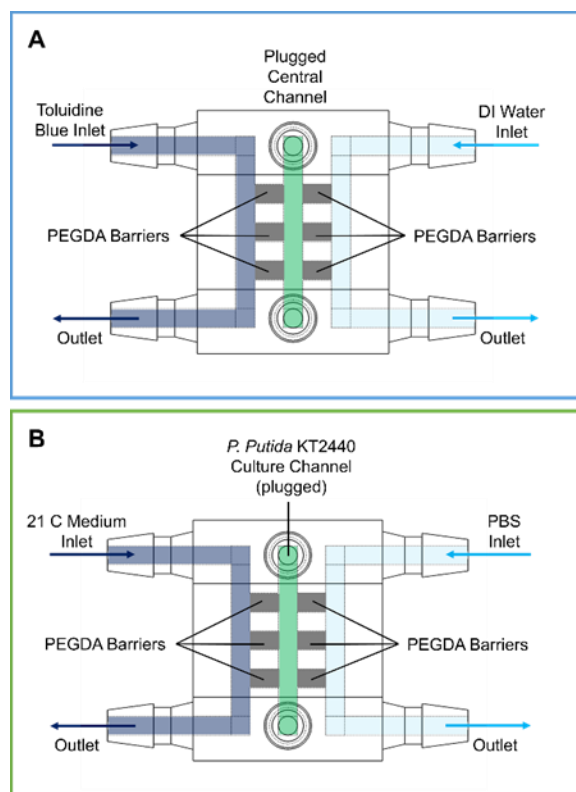 A
Plugged
Central
Channel
Toluidine
Blue Inlet
DI Water
Inlet
PEGDA Barriers
PEGDA Barriers
Outlet
Outlet
B
P. Putida KT2440
Culture Channel
(plugged)
21 C Medium
Inlet
PBS
Inlet
PEGDA Barriers
PEGDA Barriers
Outlet
Outlet